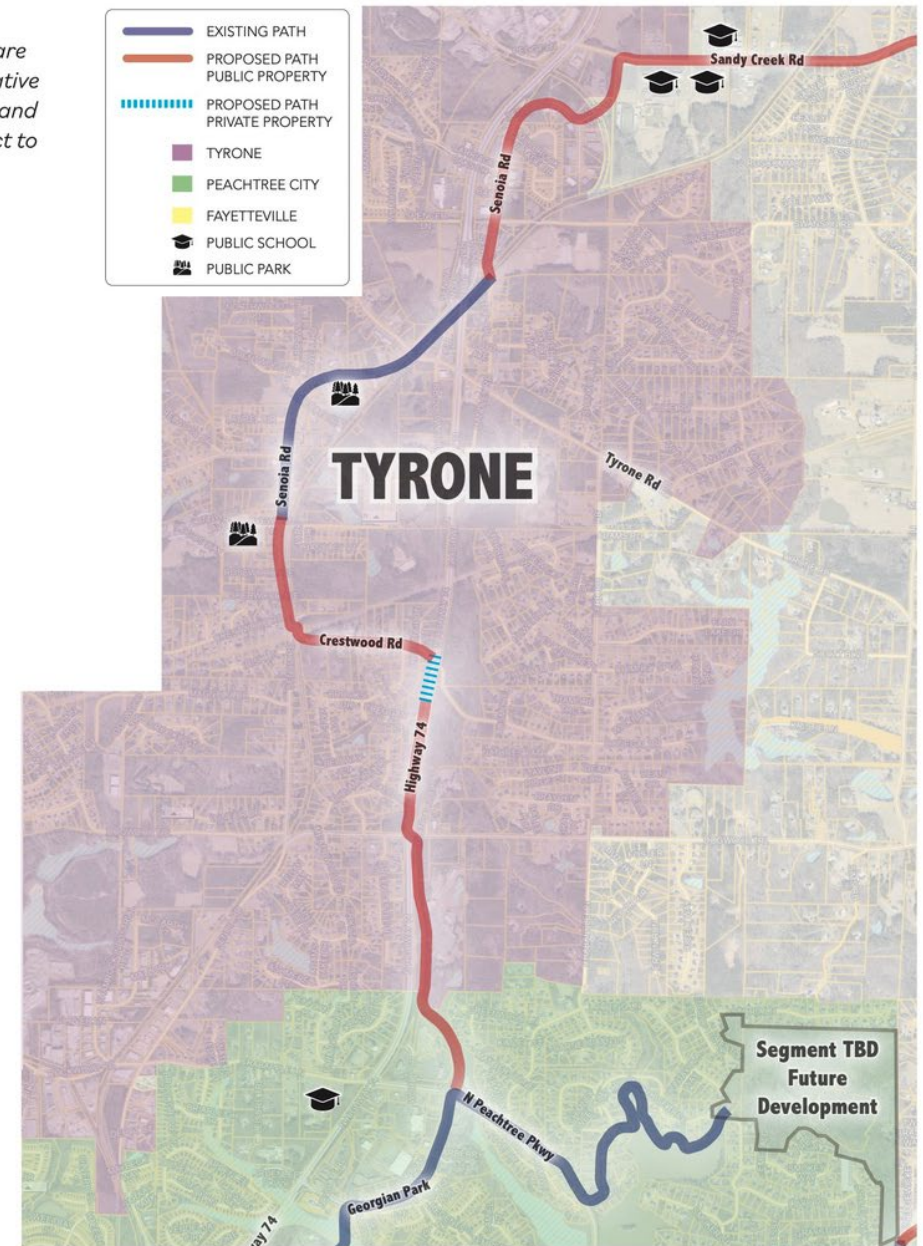 are
ative
and
ct to
EXISTING PATH
PROPOSED PATH
PUBLIC PROPERTY
PROPOSED PATH
PRIVATE PROPERTY
TYRONE
PEACHTREE CITY
FAYETTEVILLE
PUBLIC SCHOOL
PUBLIC PARK
Sandy Creek Rd
Senoia Rd
Senoia Rd
TYRONE
Tyrone Rd
Crestwood Rd
Highway 74
Segment TBD
Future
Development
N Peachtree Pkwy
Georgian Park
way 74